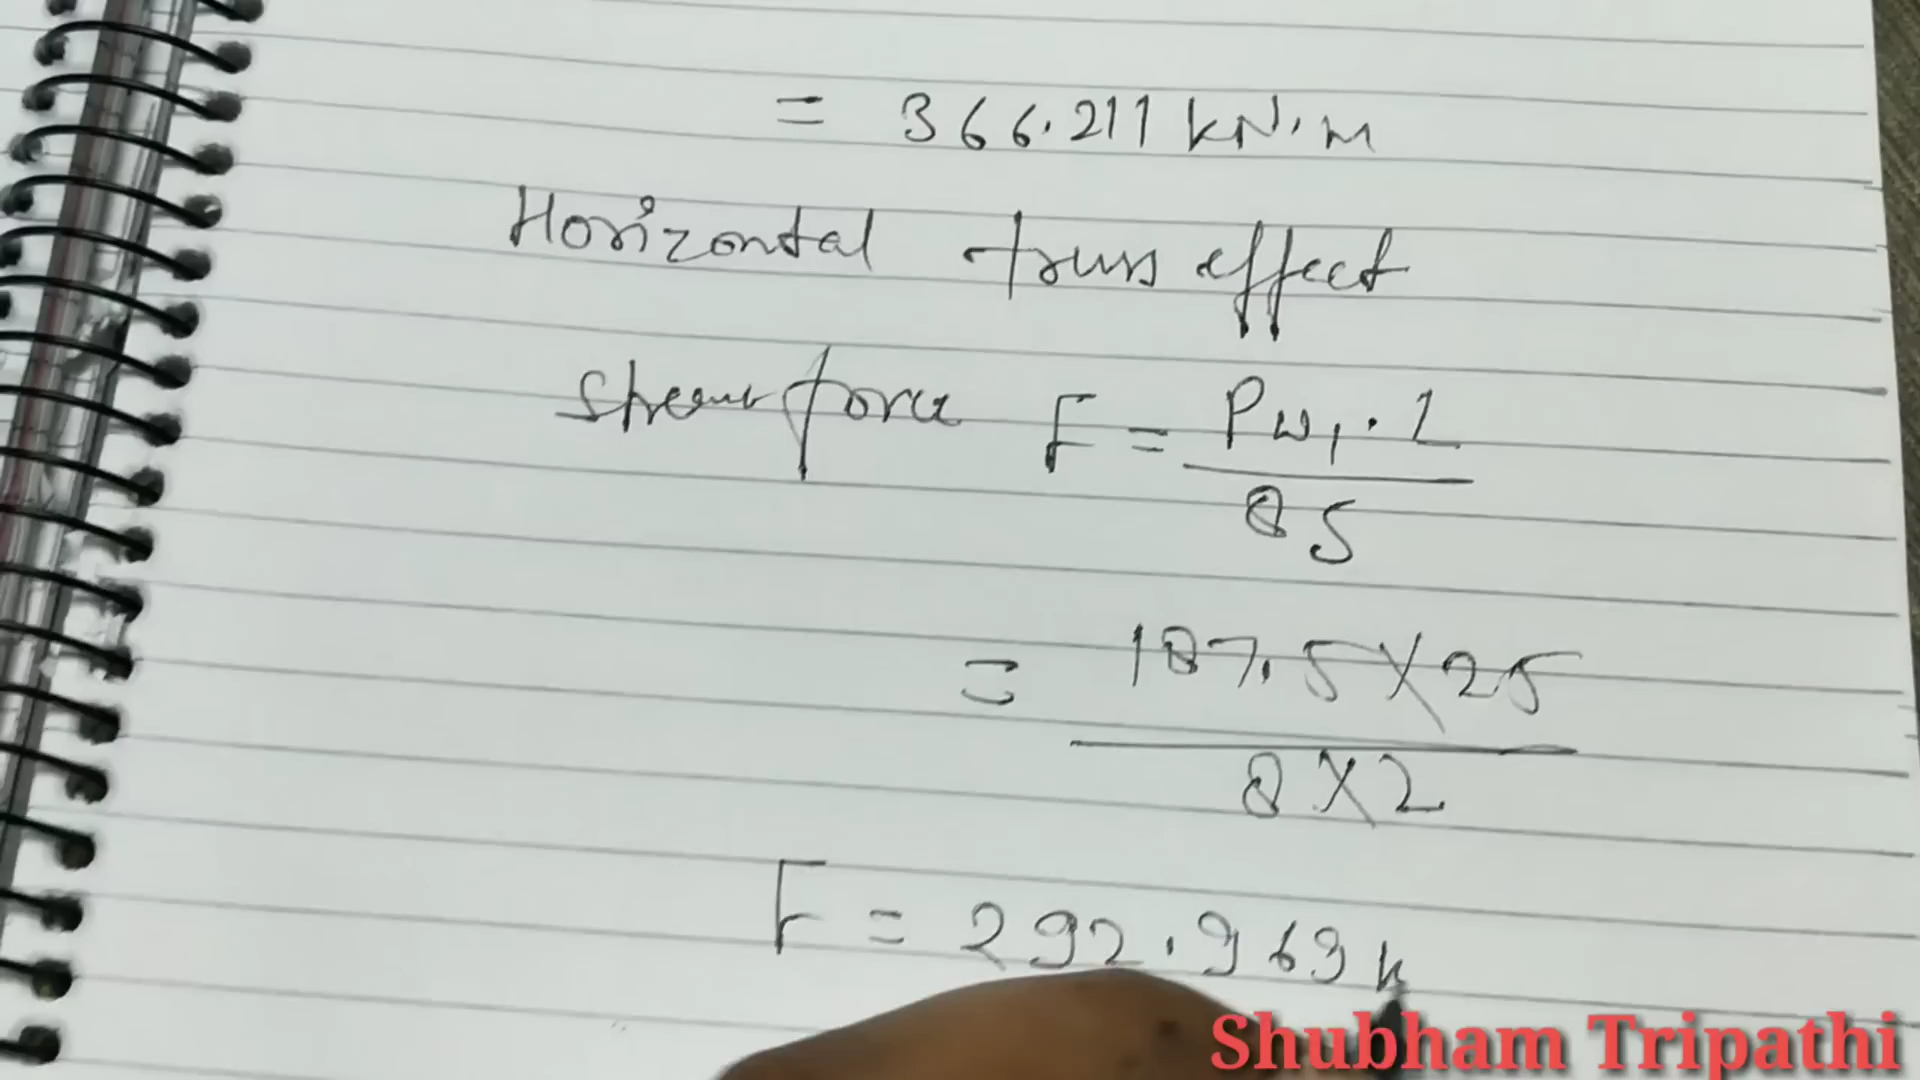 = 366.211 kN.m
Horizontal truss effect
Shear force F = Pw1 . L
8S
= 187.5 X 25
8 X 2
F = 292.969 k
Shubham Tripathi